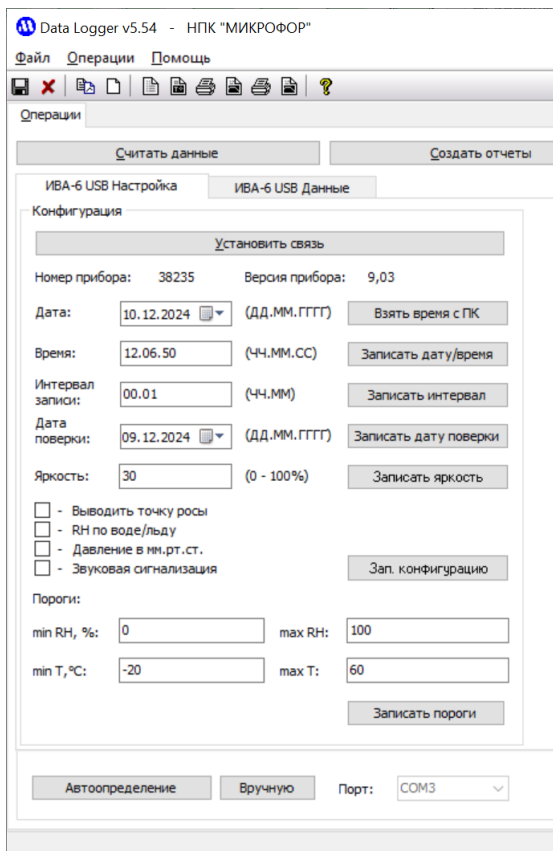 Data Logger v5.54 - НПК "МИКРОФОР"
Файл Операции Помощь
Операции
Считать данные Создать отчеты
ИВА-6 USB Настройка ИВА-6 USB Данные
Конфигурация
Установить связь
Номер прибора: 38235 Версия прибора: 9,03
Дата: 10.12.2024 (ДД.ММ.ГГГГ) Взять время с ПК
Время: 12.06.50 (ЧЧ.ММ.СС) Записать дату/время
Интервал
записи: 00.01 (ЧЧ.ММ) Записать интервал
Дата
поверки: 09.12.2024 (ДД.ММ.ГГГГ) Записать дату поверки
Яркость: 30 (0 - 100%) Записать яркость
- Выводить точку росы
- RH по воде/льду
- Давление в мм.рт.ст.
- Звуковая сигнализация Зап. конфигурацию
Пороги:
min RH, %: 0 max RH: 100
min T,°C: -20 max T: 60
Записать пороги
Автоопределение Вручную Порт: COM3